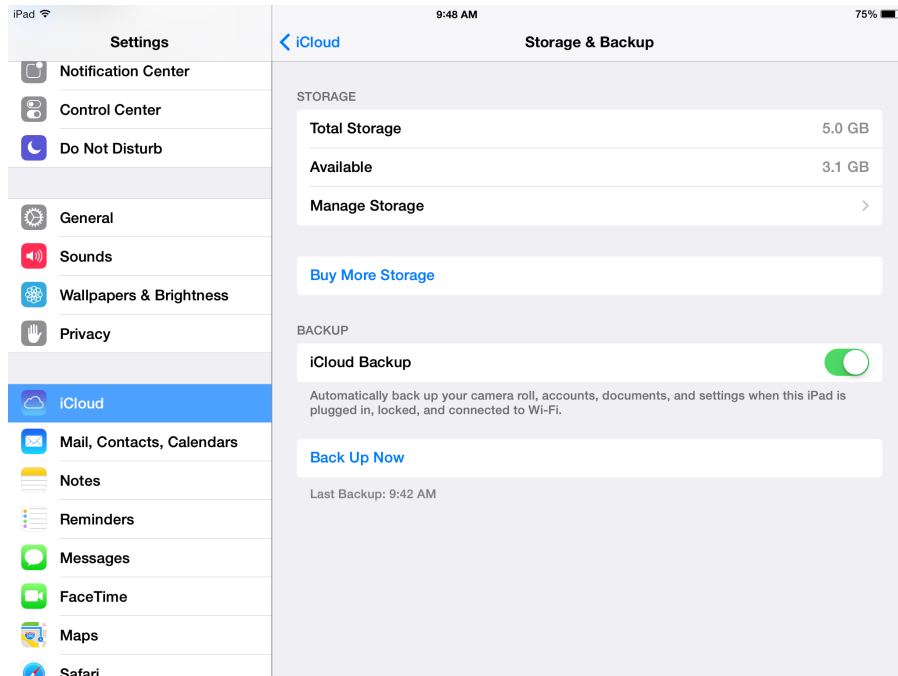 iPad
9:48 AM
75%
Settings
iCloud
Storage & Backup
Notification Center
Control Center
Do Not Disturb
General
Sounds
Wallpapers & Brightness
Privacy
iCloud
Mail, Contacts, Calendars
Notes
Reminders
Messages
FaceTime
Maps
Safari
STORAGE
Total Storage 5.0 GB
Available 3.1 GB
Manage Storage
Buy More Storage
BACKUP
iCloud Backup
Automatically back up your camera roll, accounts, documents, and settings when this iPad is
plugged in, locked, and connected to Wi-Fi.
Back Up Now
Last Backup: 9:42 AM